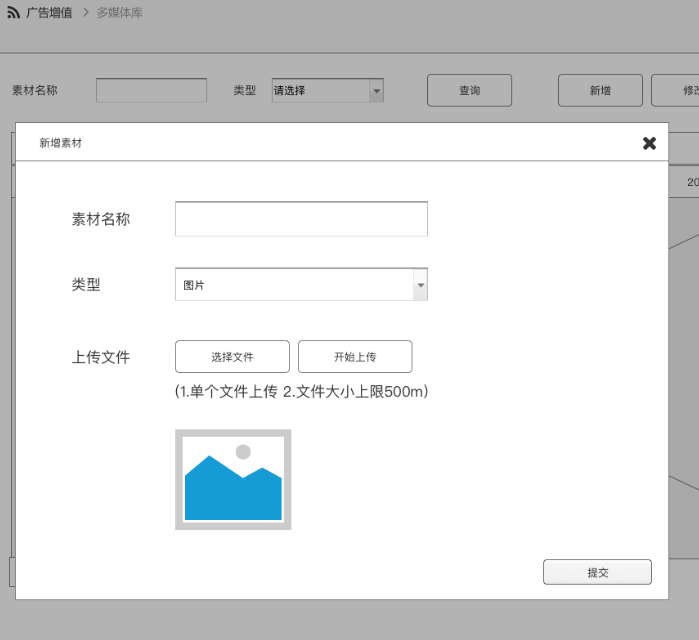 广告增值 > 多媒体库
素材名称 类型 请选择 查询 新增 修改
新增素材
20
素材名称
类型 图片
上传文件 选择文件 开始上传
(1.单个文件上传 2.文件大小上限500m)
提交